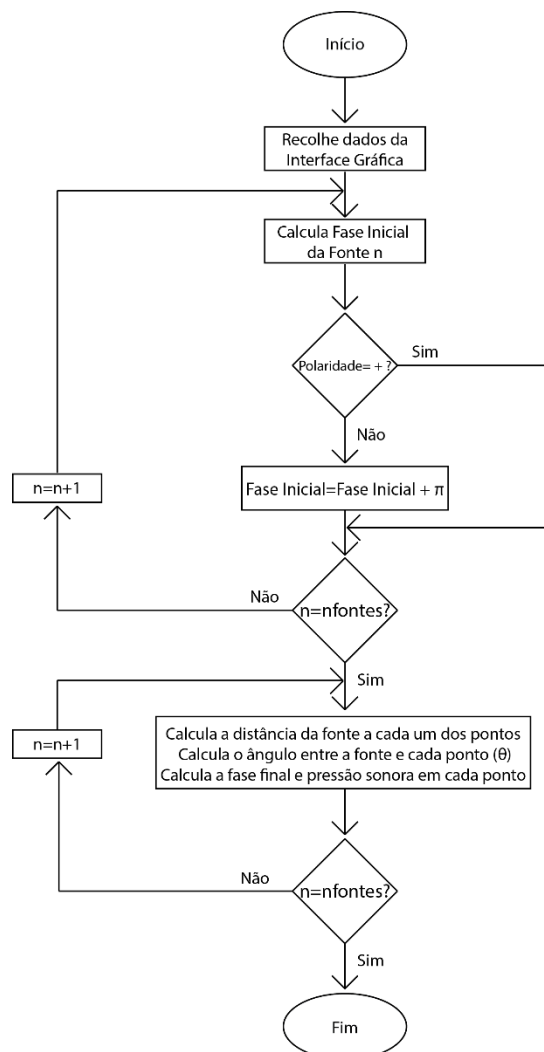 Início
Recolhe dados da
Interface Gráfica
Calcula Fase Inicial
da Fonte n
Polaridade= + ?
Sim
Não
n=n+1
Fase Inicial=Fase Inicial + π
Não
n=nfontes?
Sim
n=n+1
Calcula a distância da fonte a cada um dos pontos
Calcula o ângulo entre a fonte e cada ponto (θ)
Calcula a fase final e pressão sonora em cada ponto
Não
n=nfontes?
Sim
Fim